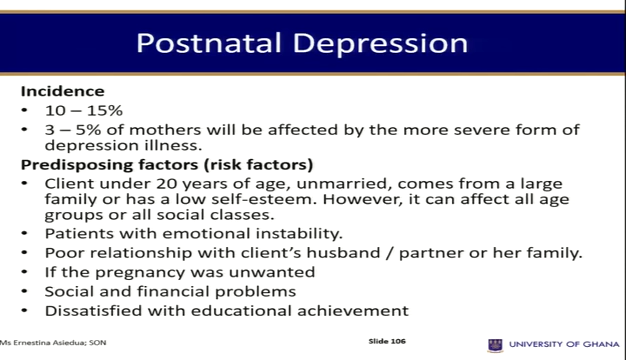 Postnatal Depression
Incidence
• 10 – 15%
• 3 – 5% of mothers will be affected by the more severe form of
depression illness.
Predisposing factors (risk factors)
• Client under 20 years of age, unmarried, comes from a large
family or has a low self-esteem. However, it can affect all age
groups or all social classes.
• Patients with emotional instability.
• Poor relationship with client's husband / partner or her family.
• If the pregnancy was unwanted
• Social and financial problems
• Dissatisfied with educational achievement
Ms Ernestina Asiedua; SON
Slide 106
UNIVERSITY OF GHANA